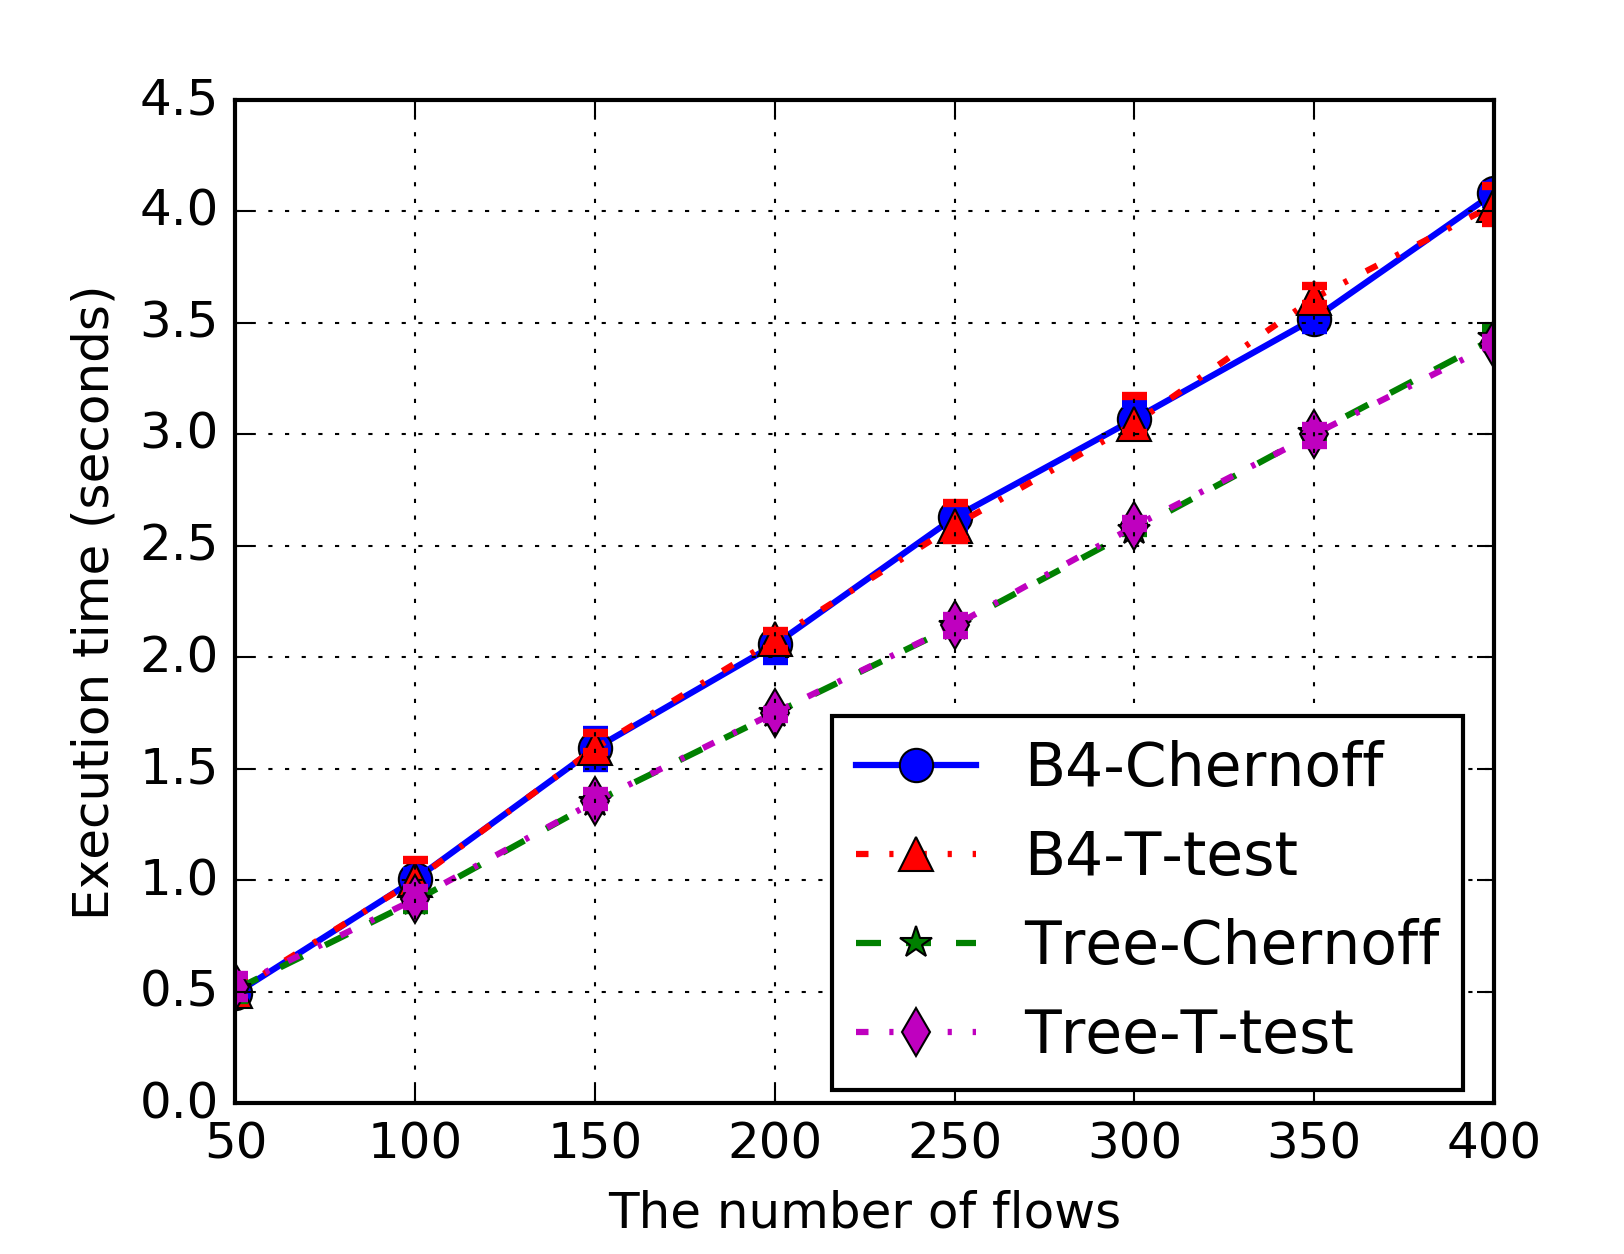 4.5
4.0
3.5
3.0
2.5
2.0
1.5
1.0
0.5
0.0
Execution time (seconds)
B4-Chernoff
B4-T-test
Tree-Chernoff
Tree-T-test
50 100 150 200 250 300 350 400
The number of flows